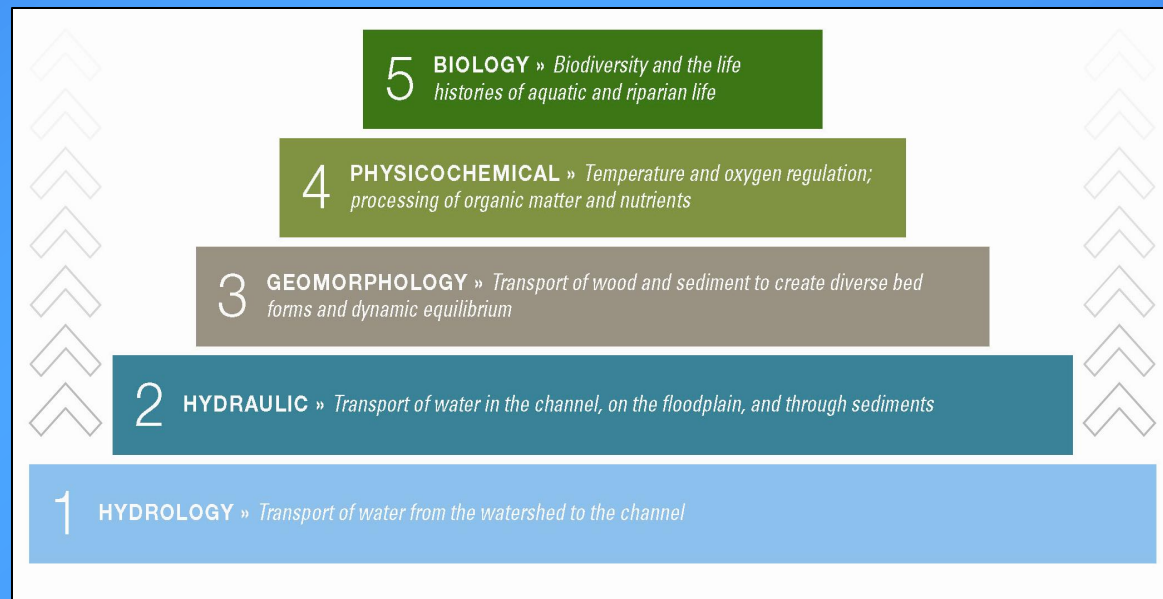 5 BIOLOGY » Biodiversity and the life
histories of aquatic and riparian life
4 PHYSICOCHEMICAL » Temperature and oxygen regulation;
processing of organic matter and nutrients
3 GEOMORPHOLOGY » Transport of wood and sediment to create diverse bed
forms and dynamic equilibrium
2 HYDRAULIC » Transport of water in the channel, on the floodplain, and through sediments
1 HYDROLOGY » Transport of water from the watershed to the channel